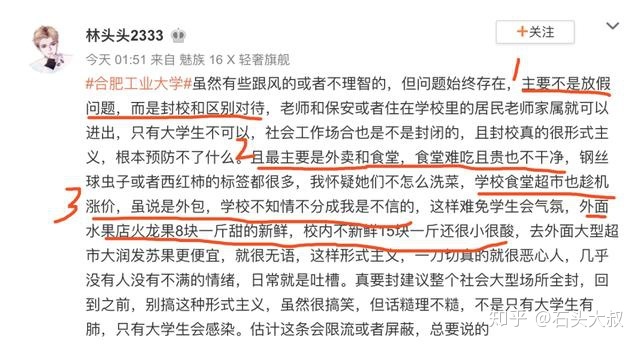 林头头2333
+关注
今天 01:51 来自 魅族 16 X 轻奢旗舰
1
#合肥工业大学#虽然有些跟风的或者不理智的，但问题始终存在，主要不是放假
问题，而是封校和区别对待，老师和保安或者住在学校里的居民老师家属就可以
进出，只有大学生不可以，社会工作场合也是不是封闭的，且封校真的很形式主
义，根本预防不了什么。2且最主要是外卖和食堂，食堂难吃且贵也不干净，钢丝
球虫子或者西红柿的标签都很多，我怀疑她们不怎么洗菜，学校食堂超市也趁机
3
涨价，虽说是外包，学校不知情不分成我是不信的，这样难免学生会气氛，外面
水果店火龙果8块一斤甜的新鲜，校内不新鲜15块一斤还很小很酸，去外面大型超
市大润发苏果更便宜，就很无语，这样形式主义，一刀切真的就很恶心人，几乎
没有人没有不满的情绪，日常就是吐槽。真要封建议整个社会大型场所全封，回
到之前，别搞这种形式主义，虽然很搞笑，但话糙理不糙，不是只有大学生有
肺，只有大学生会感染。估计这条会限流或者屏蔽，总要说的
知乎 @石头大叔